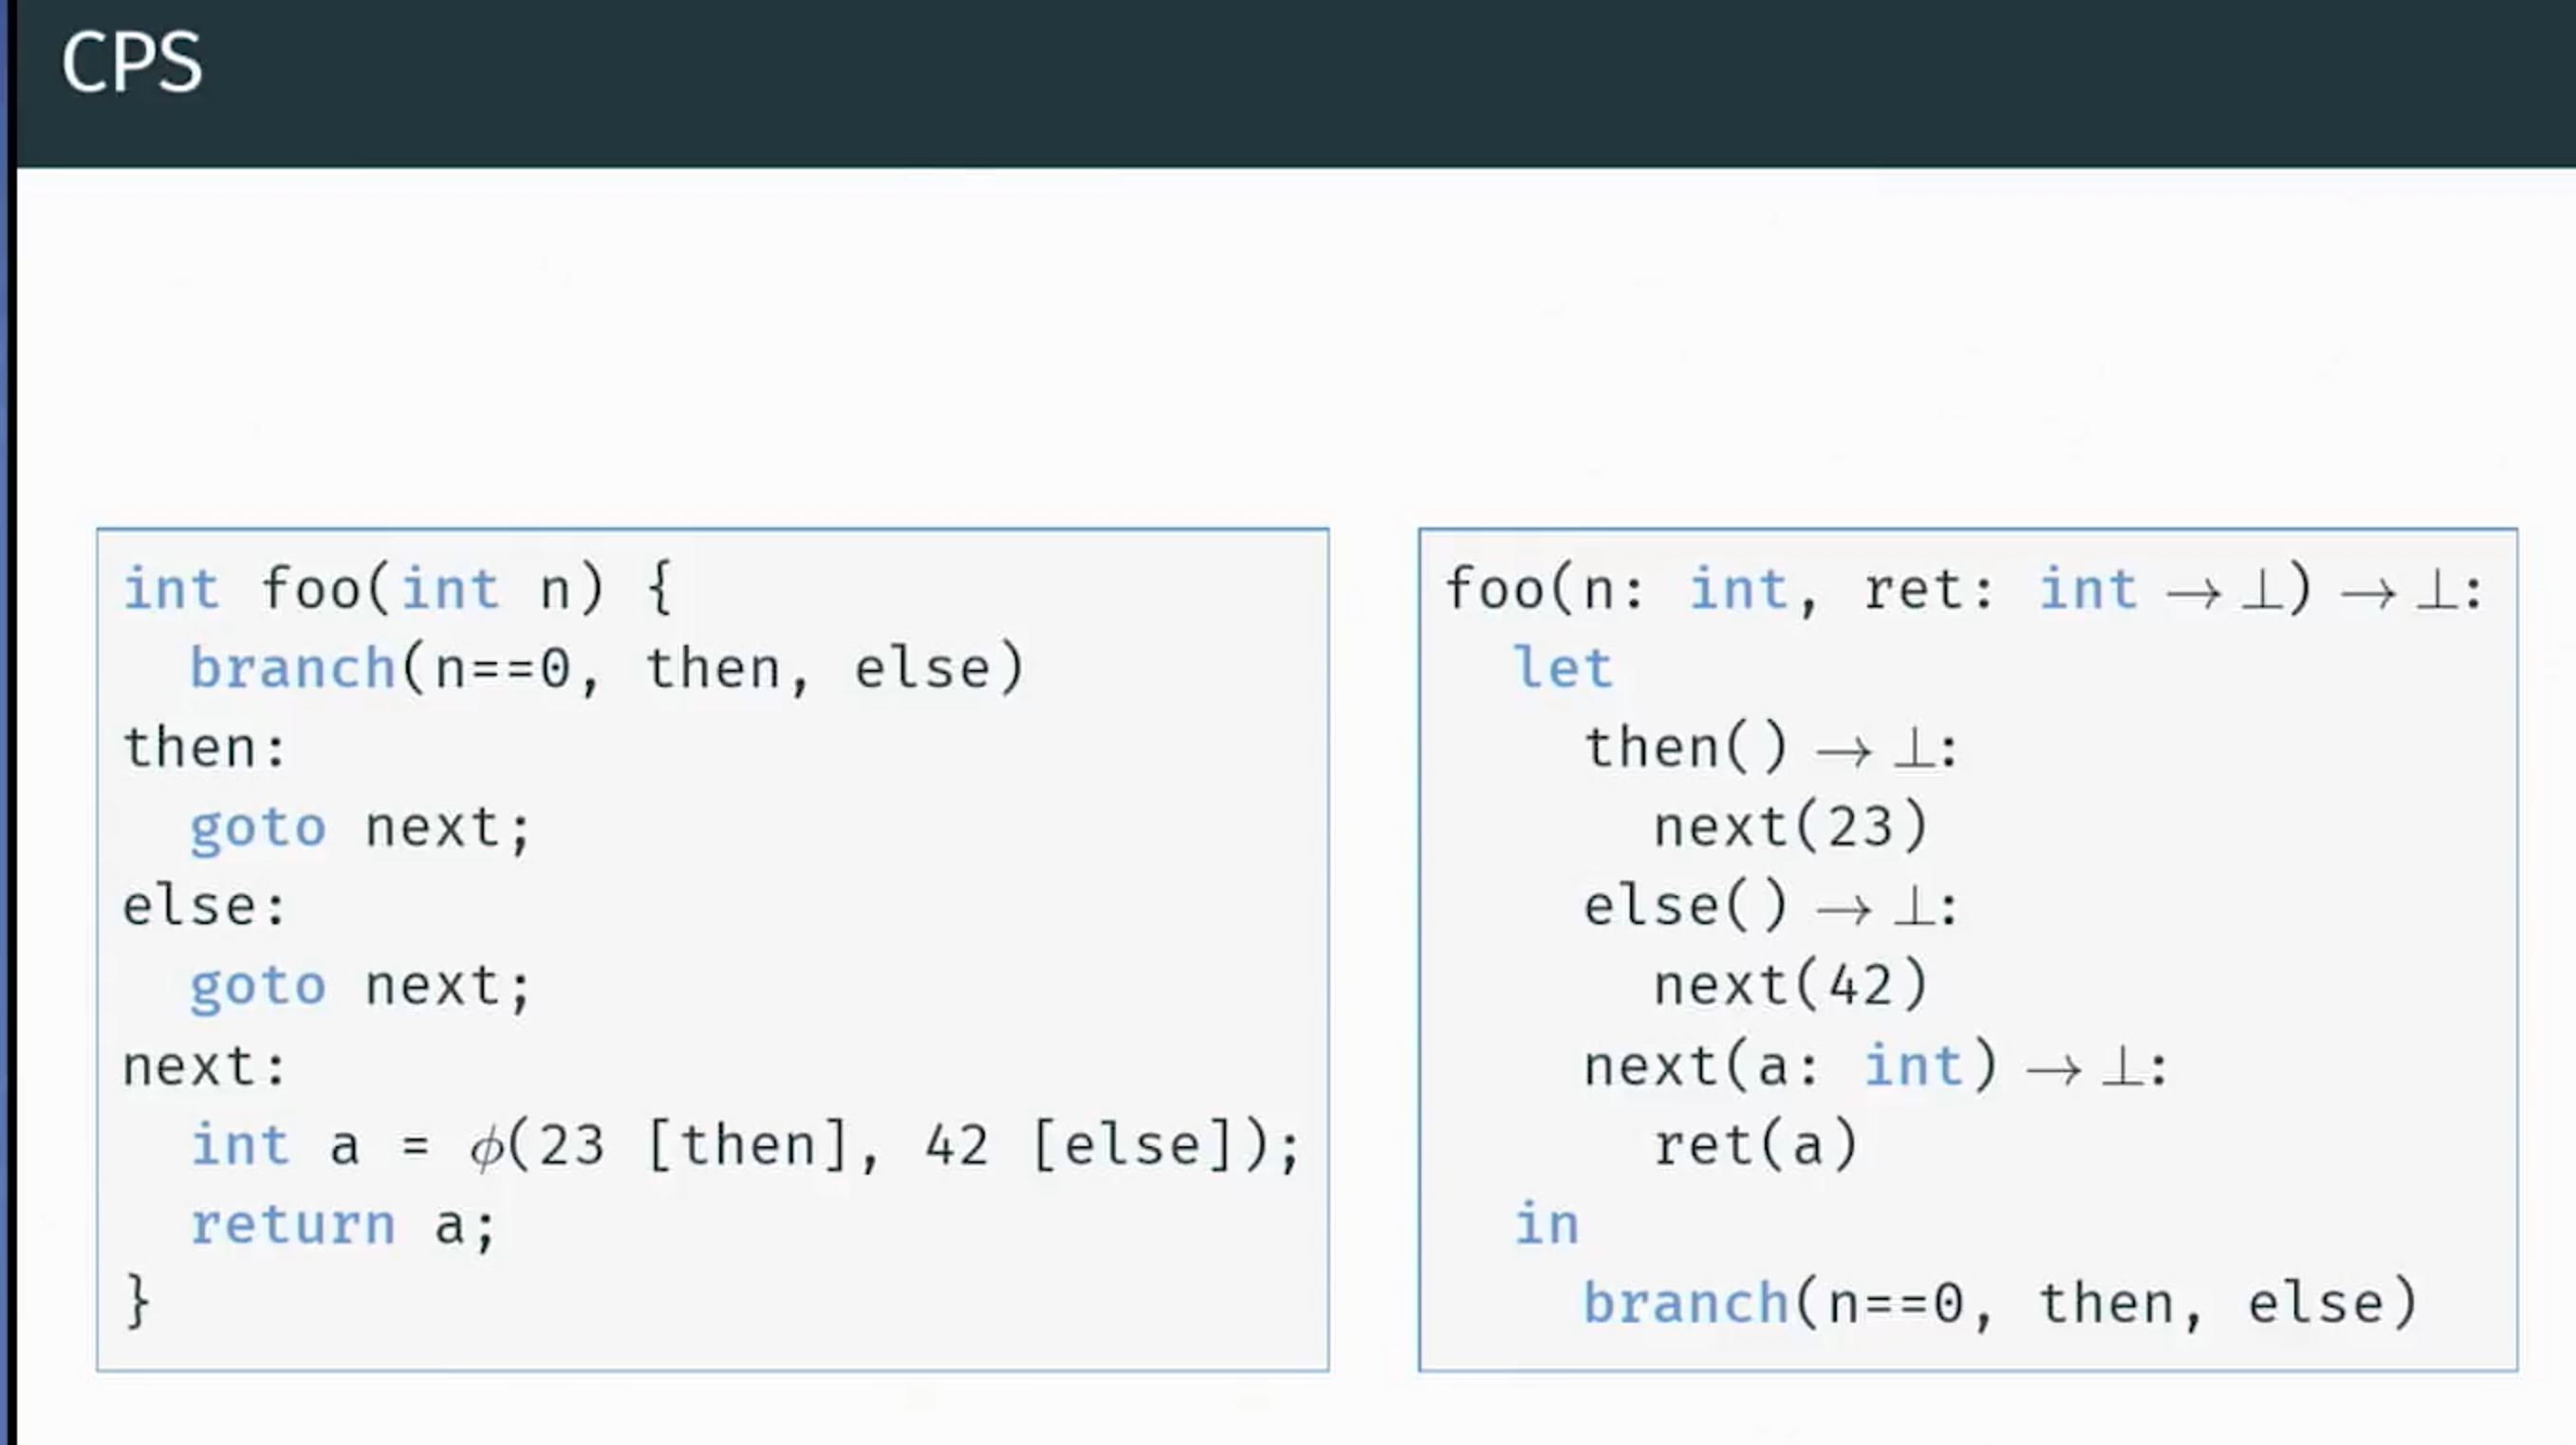 CPS
int foo(int n) {
  branch(n==0, then, else)
then:
  goto next;
else:
  goto next;
next:
  int a = ϕ(23 [then], 42 [else]);
  return a;
}
foo(n: int, ret: int → ⊥) → ⊥:
  let
    then() → ⊥:
      next(23)
    else() → ⊥:
      next(42)
    next(a: int) → ⊥:
      ret(a)
  in
    branch(n==0, then, else)